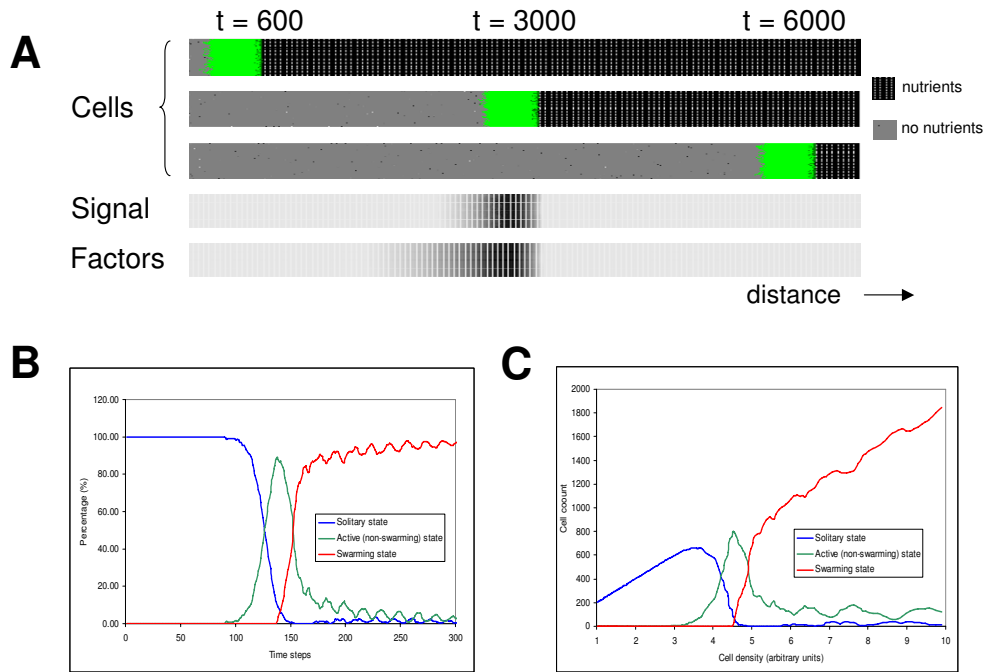 t = 600 t = 3000 t = 6000
A
Cells
nutrients
no nutrients
Signal
Factors
distance
B
120.00
100.00
80.00
60.00
40.00
20.00
0.00
Percentage (%)
Solitary state
Active (non-swarming) state
Swarming state
0 50 100 150 200 250 300
Time steps
C
2000
1800
1600
1400
1200
1000
800
600
400
200
0
Cell coount
Solitary state
Active (non-swarming) state
Swarming state
1 2 3 4 5 6 7 8 9 10
Cell density (arbitrary units)